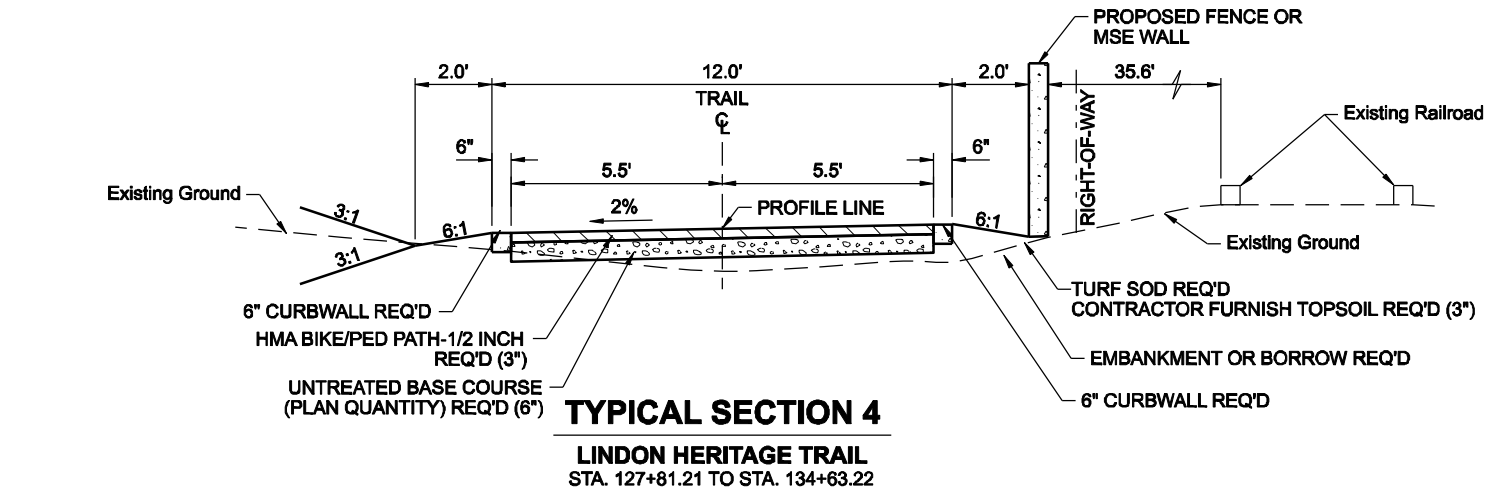 PROPOSED FENCE OR
MSE WALL
2.0'
12.0'
2.0'
35.6'
TRAIL
CL
RIGHT-OF-WAY
Existing Railroad
6"
6"
5.5'
5.5'
Existing Ground
2%
PROFILE LINE
3:1
6:1
6:1
3:1
Existing Ground
6" CURBWALL REQ'D
TURF SOD REQ'D
CONTRACTOR FURNISH TOPSOIL REQ'D (3")
HMA BIKE/PED PATH-1/2 INCH
REQ'D (3")
EMBANKMENT OR BORROW REQ'D
UNTREATED BASE COURSE
(PLAN QUANTITY) REQ'D (6")
6" CURBWALL REQ'D
TYPICAL SECTION 4
LINDON HERITAGE TRAIL
STA. 127+81.21 TO STA. 134+63.22